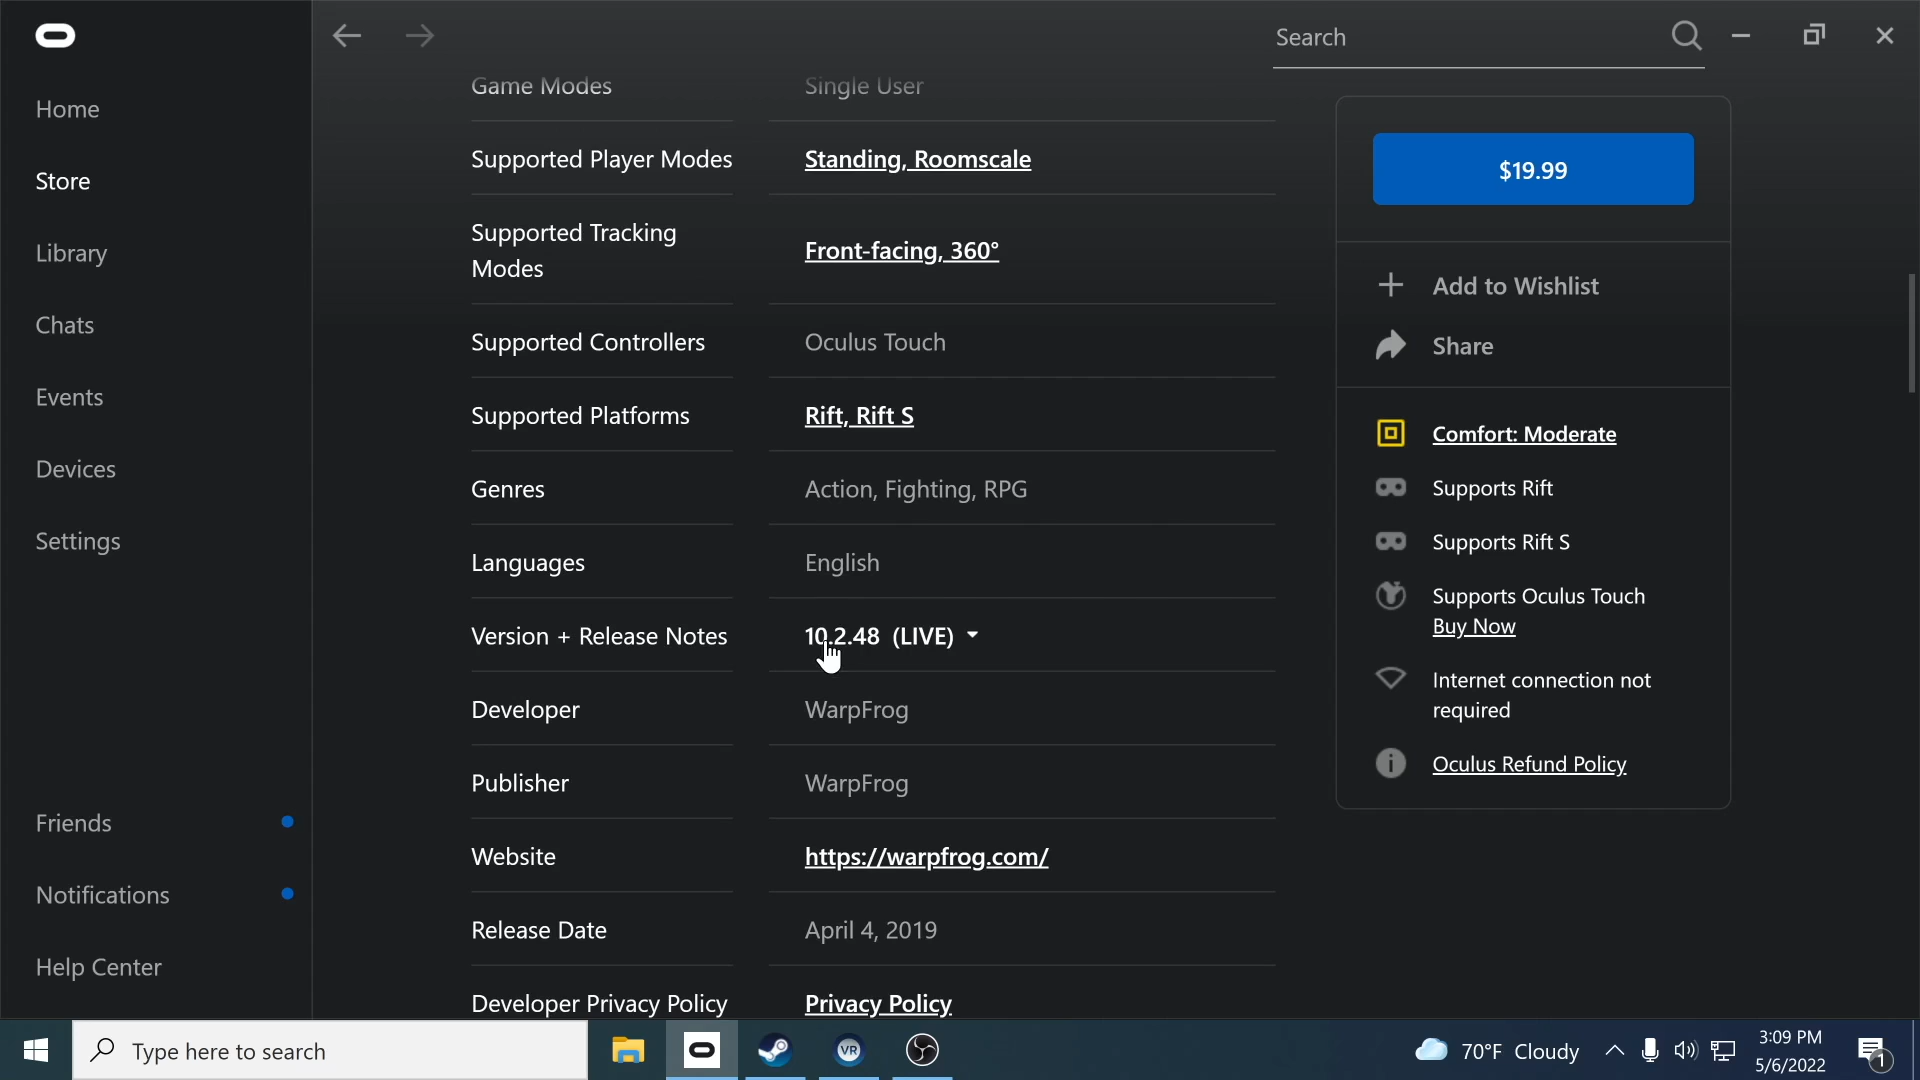 Search
Home
Store
Library
Chats
Events
Devices
Settings
Friends
Notifications
Help Center
Game Modes Single User
Supported Player Modes Standing, Roomscale
Supported Tracking
Modes
Front-facing, 360°
Supported Controllers Oculus Touch
Supported Platforms Rift, Rift S
Genres Action, Fighting, RPG
Languages English
Version + Release Notes 10.2.48 (LIVE)
Developer WarpFrog
Publisher WarpFrog
Website https://warpfrog.com/
Release Date April 4, 2019
Developer Privacy Policy Privacy Policy
$19.99
Add to Wishlist
Share
Comfort: Moderate
Supports Rift
Supports Rift S
Supports Oculus Touch
Buy Now
Internet connection not
required
Oculus Refund Policy
Type here to search
VR
70°F Cloudy
3:09 PM
5/6/2022
1